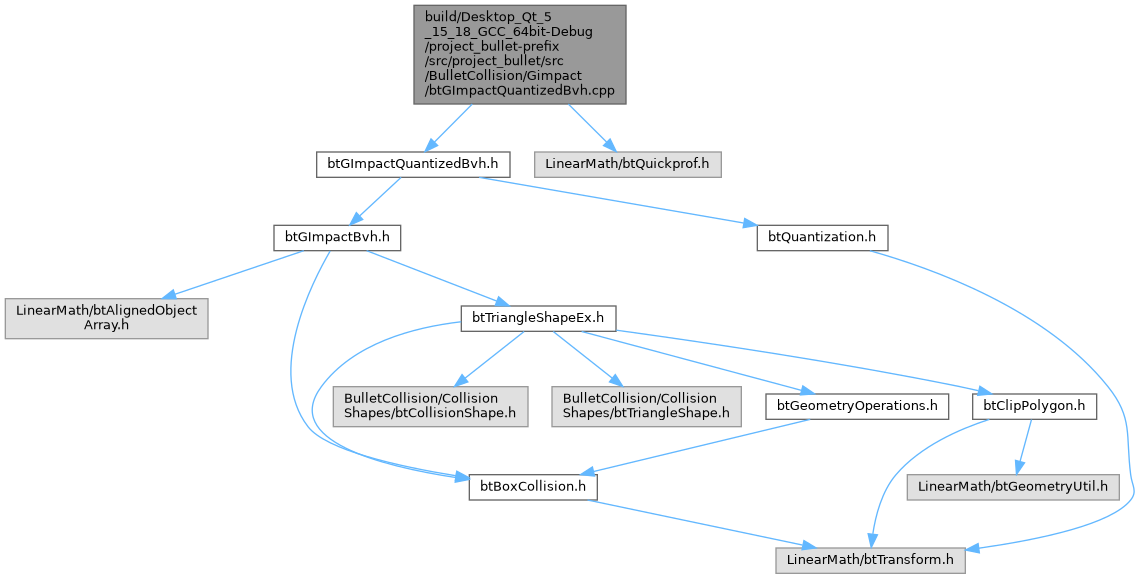 build/Desktop_Qt_5
_15_18_GCC_64bit-Debug
/project_bullet-prefix
/src/project_bullet/src
/BulletCollision/Gimpact
/btGImpactQuantizedBvh.cpp
btGImpactQuantizedBvh.h
LinearMath/btQuickprof.h
btGImpactBvh.h
btQuantization.h
LinearMath/btAlignedObject
Array.h
btTriangleShapeEx.h
BulletCollision/Collision
Shapes/btCollisionShape.h
BulletCollision/Collision
Shapes/btTriangleShape.h
btGeometryOperations.h
btClipPolygon.h
btBoxCollision.h
LinearMath/btGeometryUtil.h
LinearMath/btTransform.h